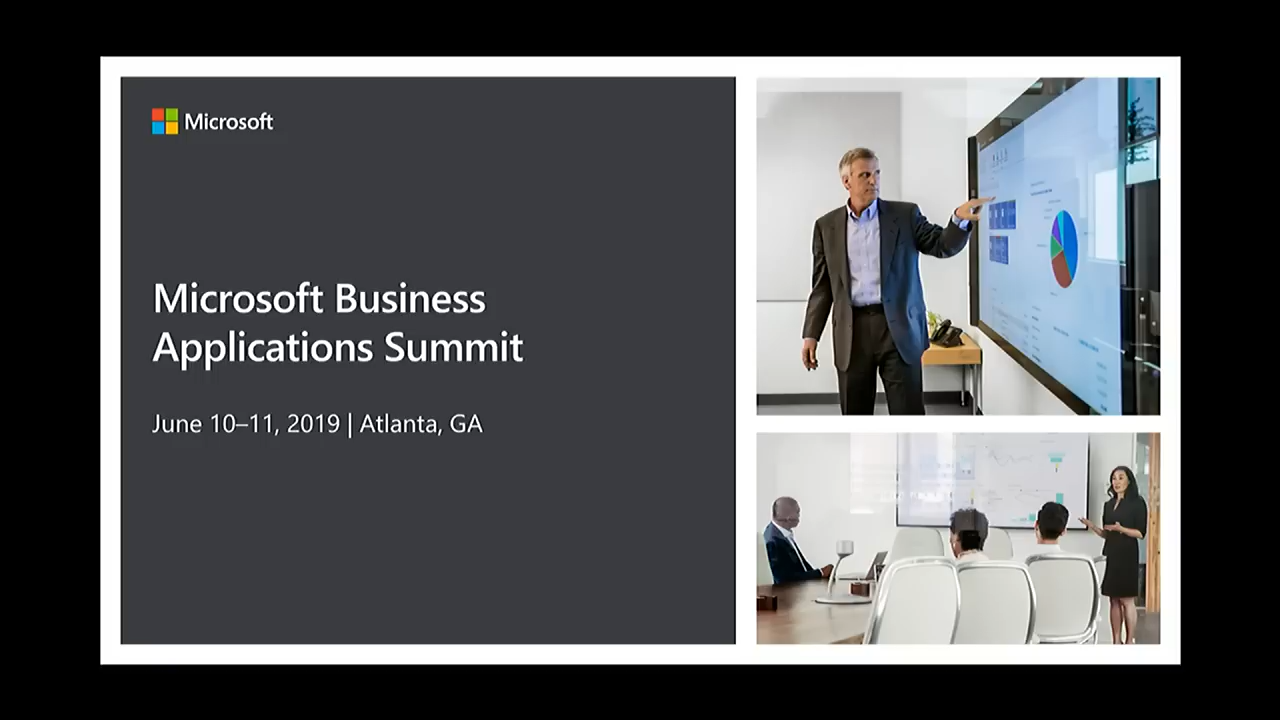 Microsoft
Microsoft Business
Applications Summit
June 10–11, 2019 | Atlanta, GA